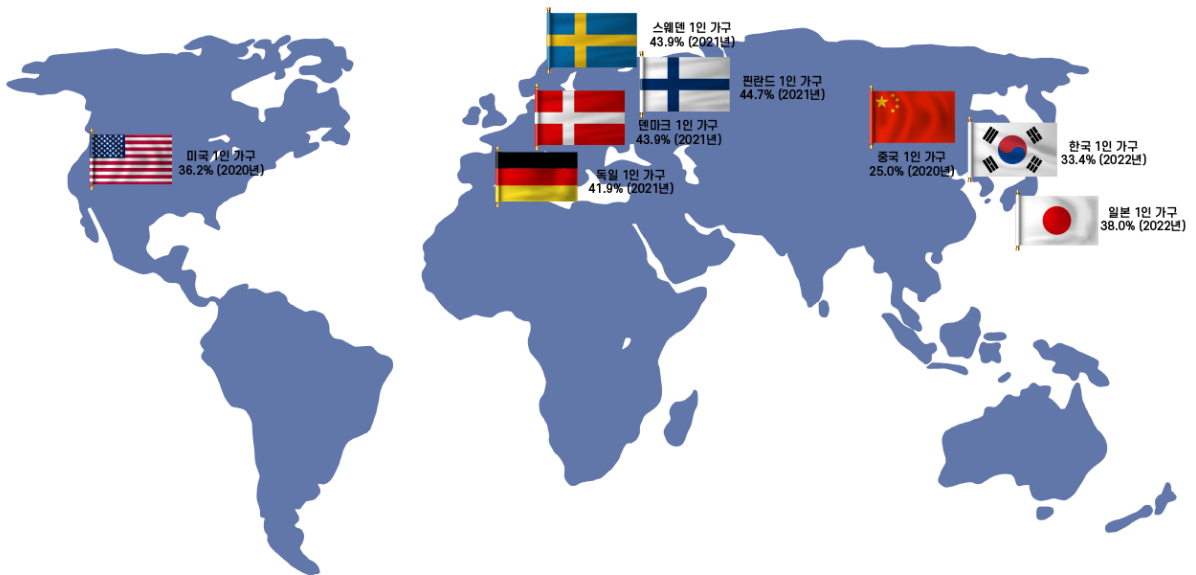 스웨덴 1인 가구
43.9% (2021년)
핀란드 1인 가구
44.7% (2021년)
덴마크 1인 가구
43.9% (2021년)
독일 1인 가구
41.9% (2021년)
미국 1인 가구
36.2% (2020년)
중국 1인 가구
25.0% (2020년)
한국 1인 가구
33.4% (2022년)
일본 1인 가구
38.0% (2022년)